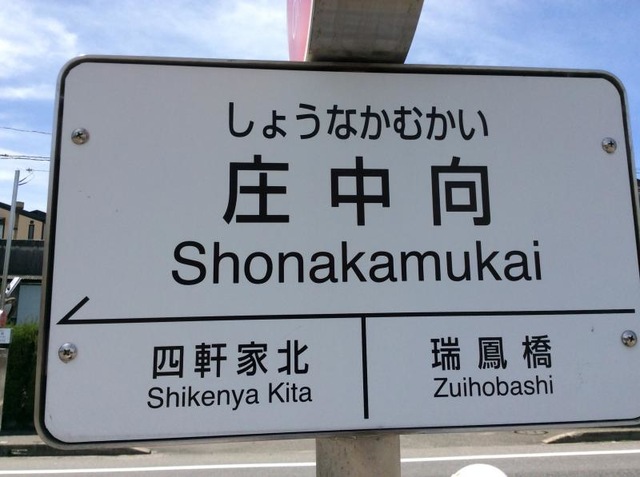 しょうなかむかい
庄中向
Shonakamukai
四軒家北
Shikenya Kita
瑞鳳橋
Zuihobashi